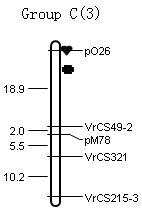 Group C(3)
pO26
18.9
VrCS49-2
2.0
pM78
5.5
VrCS321
10.2
VrCS215-3